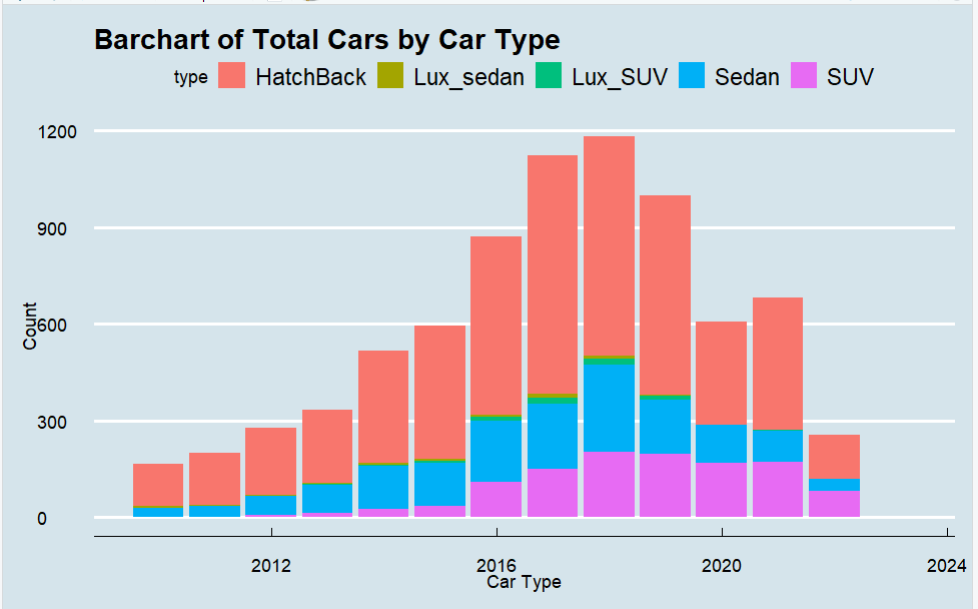 Barchart of Total Cars by Car Type
type HatchBack Lux_sedan Lux_SUV Sedan SUV
1200
900
600
300
0
Count
2012 2016 2020 2024
Car Type